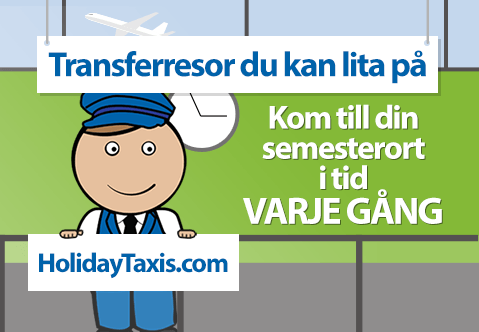 Transferresor du kan lita på
Kom till din
semesterort
i tid
VARJE GÅNG
HolidayTaxis.com